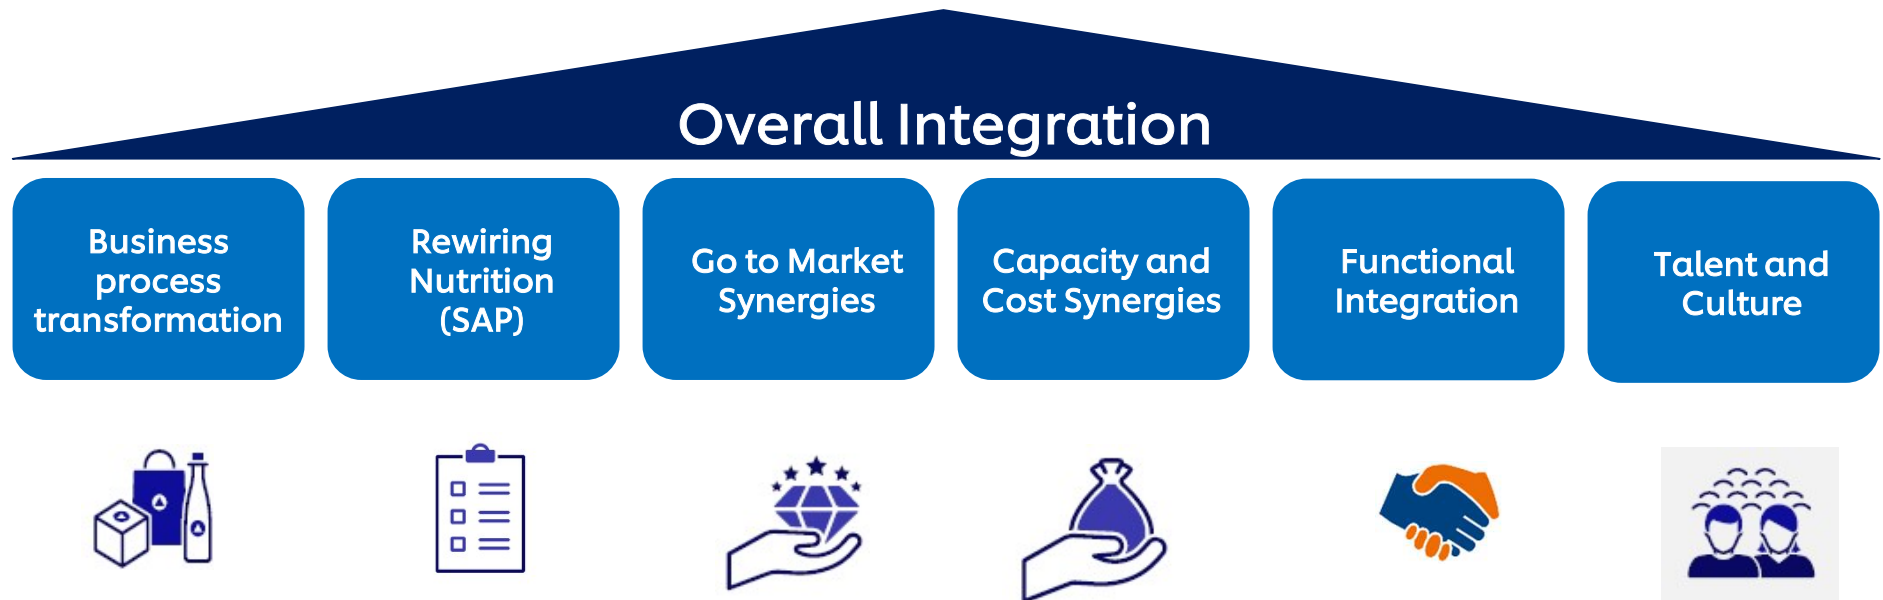 Overall Integration
Business
process
transformation
Rewiring
Nutrition
(SAP)
Go to Market
Synergies
Capacity and
Cost Synergies
Functional
Integration
Talent and
Culture